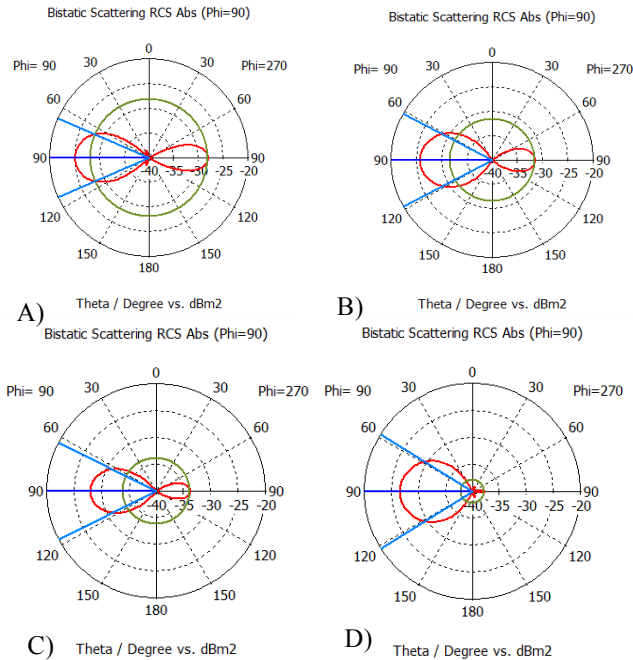 Bistatic Scattering RCS Abs (Phi=90)
Phi= 90 0 Phi=270
30 30
60 60
90 -40 -35 -30 -25 -20 90
120 120
150 150
180
A) Theta / Degree vs. dBm2
Bistatic Scattering RCS Abs (Phi=90)
Phi= 90 0 Phi=270
30 30
60 60
90 -40 -35 -30 -25 -20 90
120 120
150 150
180
B) Theta / Degree vs. dBm2
Bistatic Scattering RCS Abs (Phi=90)
Phi= 90 0 Phi=270
30 30
60 60
90 -40 -35 -30 -25 -20 90
120 120
150 150
180
C) Theta / Degree vs. dBm2
Bistatic Scattering RCS Abs (Phi=90)
Phi= 90 0 Phi=270
30 30
60 60
90 -40 -35 -30 -25 -20 90
120 120
150 150
180
D) Theta / Degree vs. dBm2